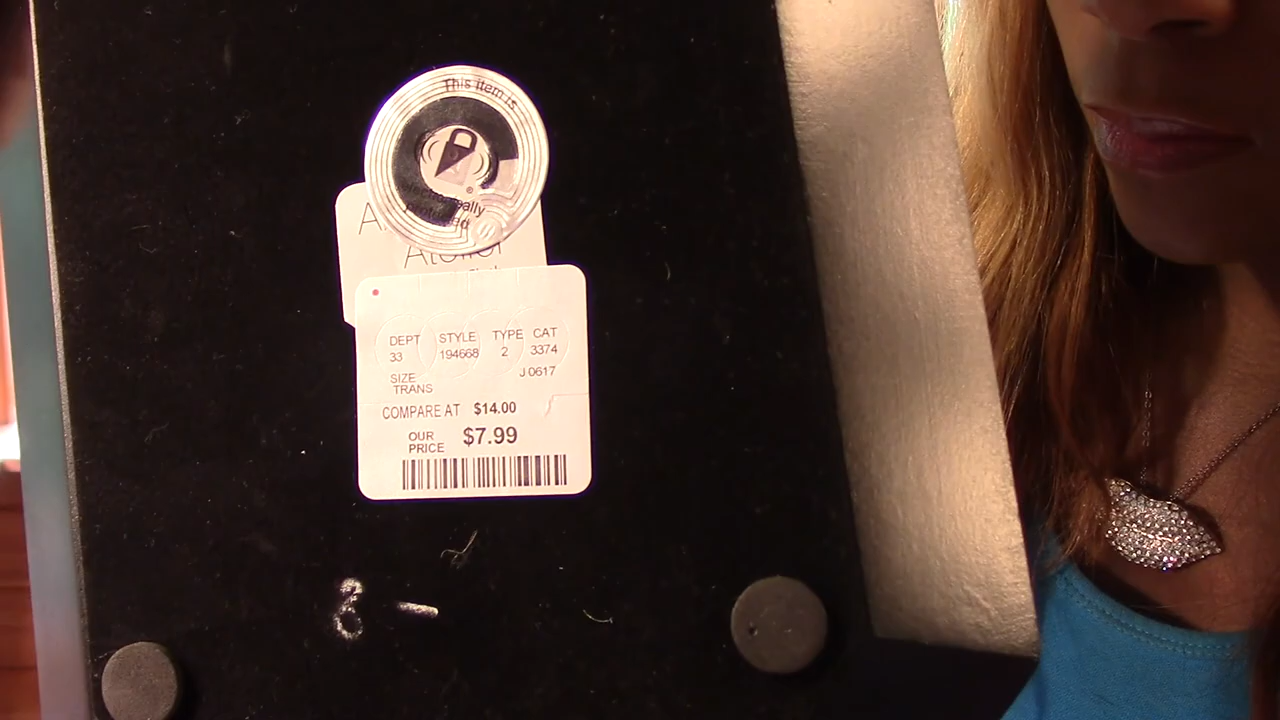 This item is
Atelier
DEPT STYLE TYPE CAT
33 194668 2 3374
SIZE J 0617
TRANS
COMPARE AT $14.00
OUR
PRICE $7.99